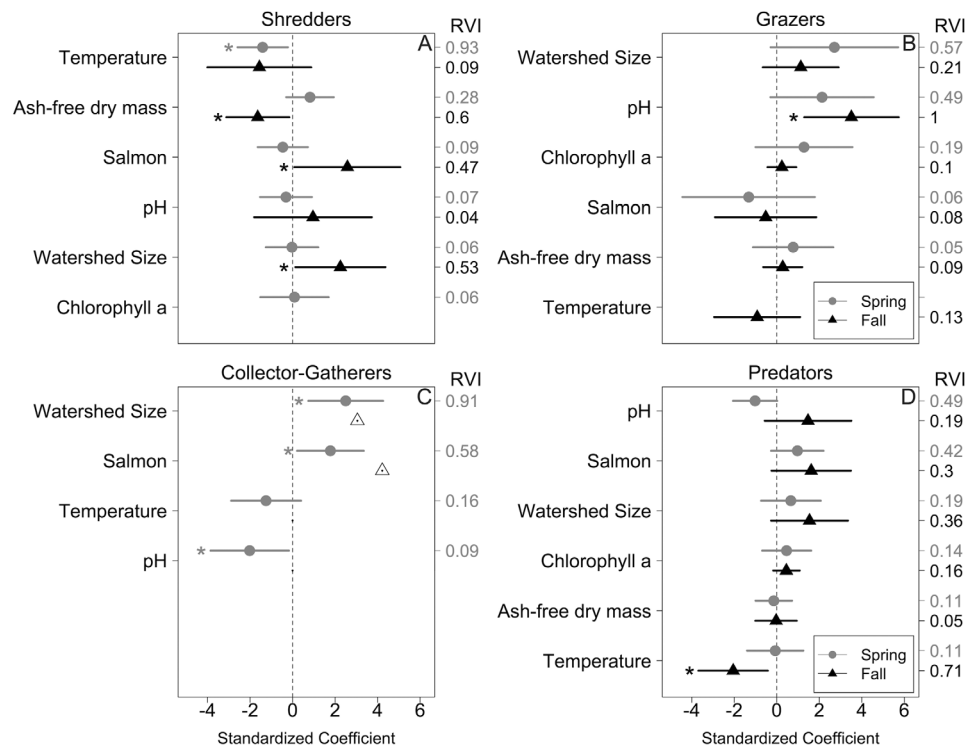 Shredders
RVI
A
Temperature
*
0.93
0.09
Ash-free dry mass
0.28
*
0.6
Salmon
0.09
*
0.47
pH
0.07
0.04
Watershed Size
0.06
*
0.53
Chlorophyll a
0.06
Grazers
RVI
B
Watershed Size
0.57
0.21
pH
0.49
*
1
Chlorophyll a
0.19
0.1
Salmon
0.06
0.08
Ash-free dry mass
0.05
0.09
Temperature
0.13
Spring
Fall
Collector-Gatherers
RVI
C
Watershed Size
*
0.91
Salmon
*
0.58
Temperature
0.16
pH
*
0.09
-4 -2 0 2 4 6
Standardized Coefficient
Predators
RVI
D
pH
0.49
0.19
Salmon
0.42
0.3
Watershed Size
0.19
0.36
Chlorophyll a
0.14
0.16
Ash-free dry mass
0.11
0.05
Temperature
0.11
*
0.71
Spring
Fall
-4 -2 0 2 4 6
Standardized Coefficient